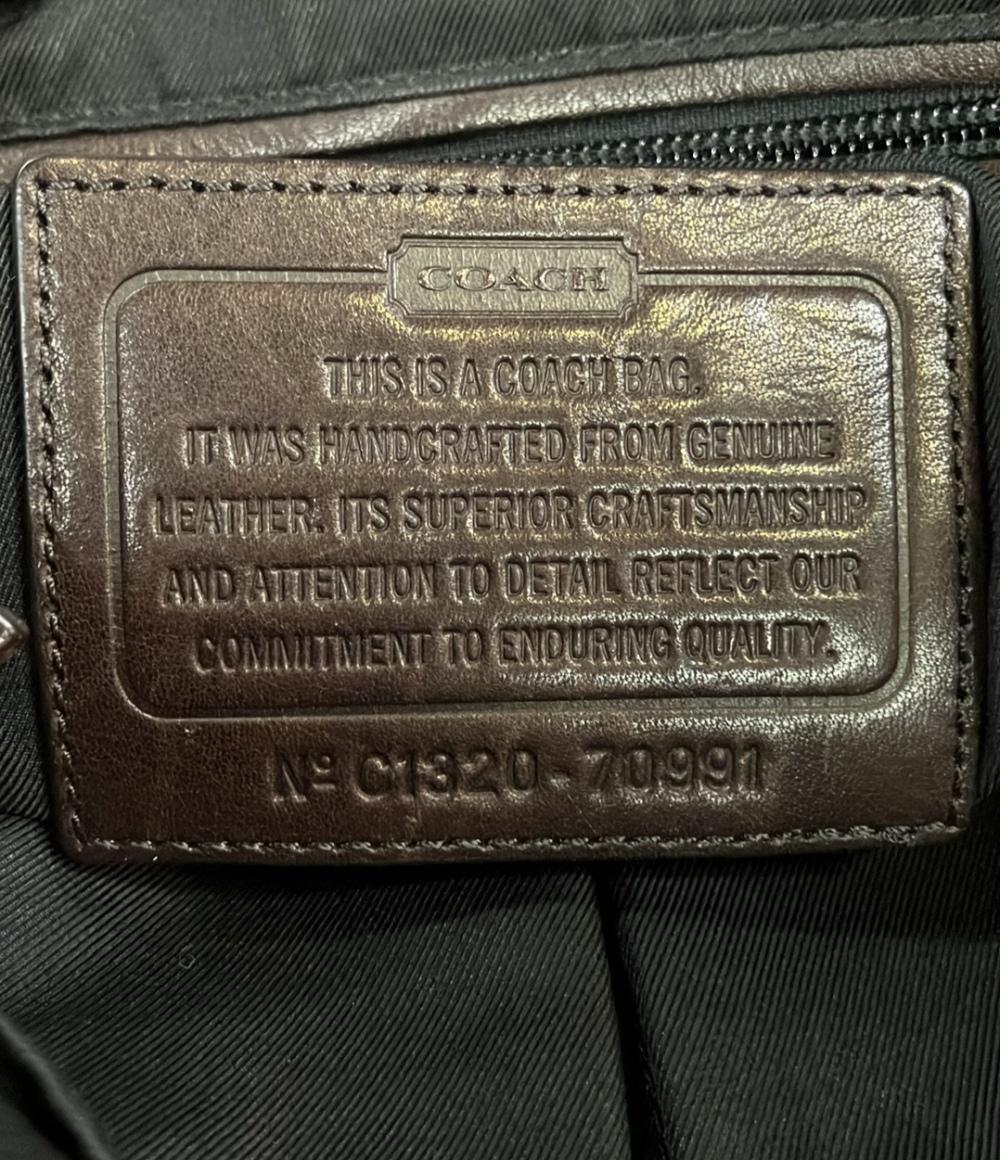 COACH
THIS IS A COACH BAG.
IT WAS HANDCRAFTED FROM GENUINE
LEATHER. ITS SUPERIOR CRAFTSMANSHIP
AND ATTENTION TO DETAIL REFLECT OUR
COMMITMENT TO ENDURING QUALITY.
Nº C1320-70991